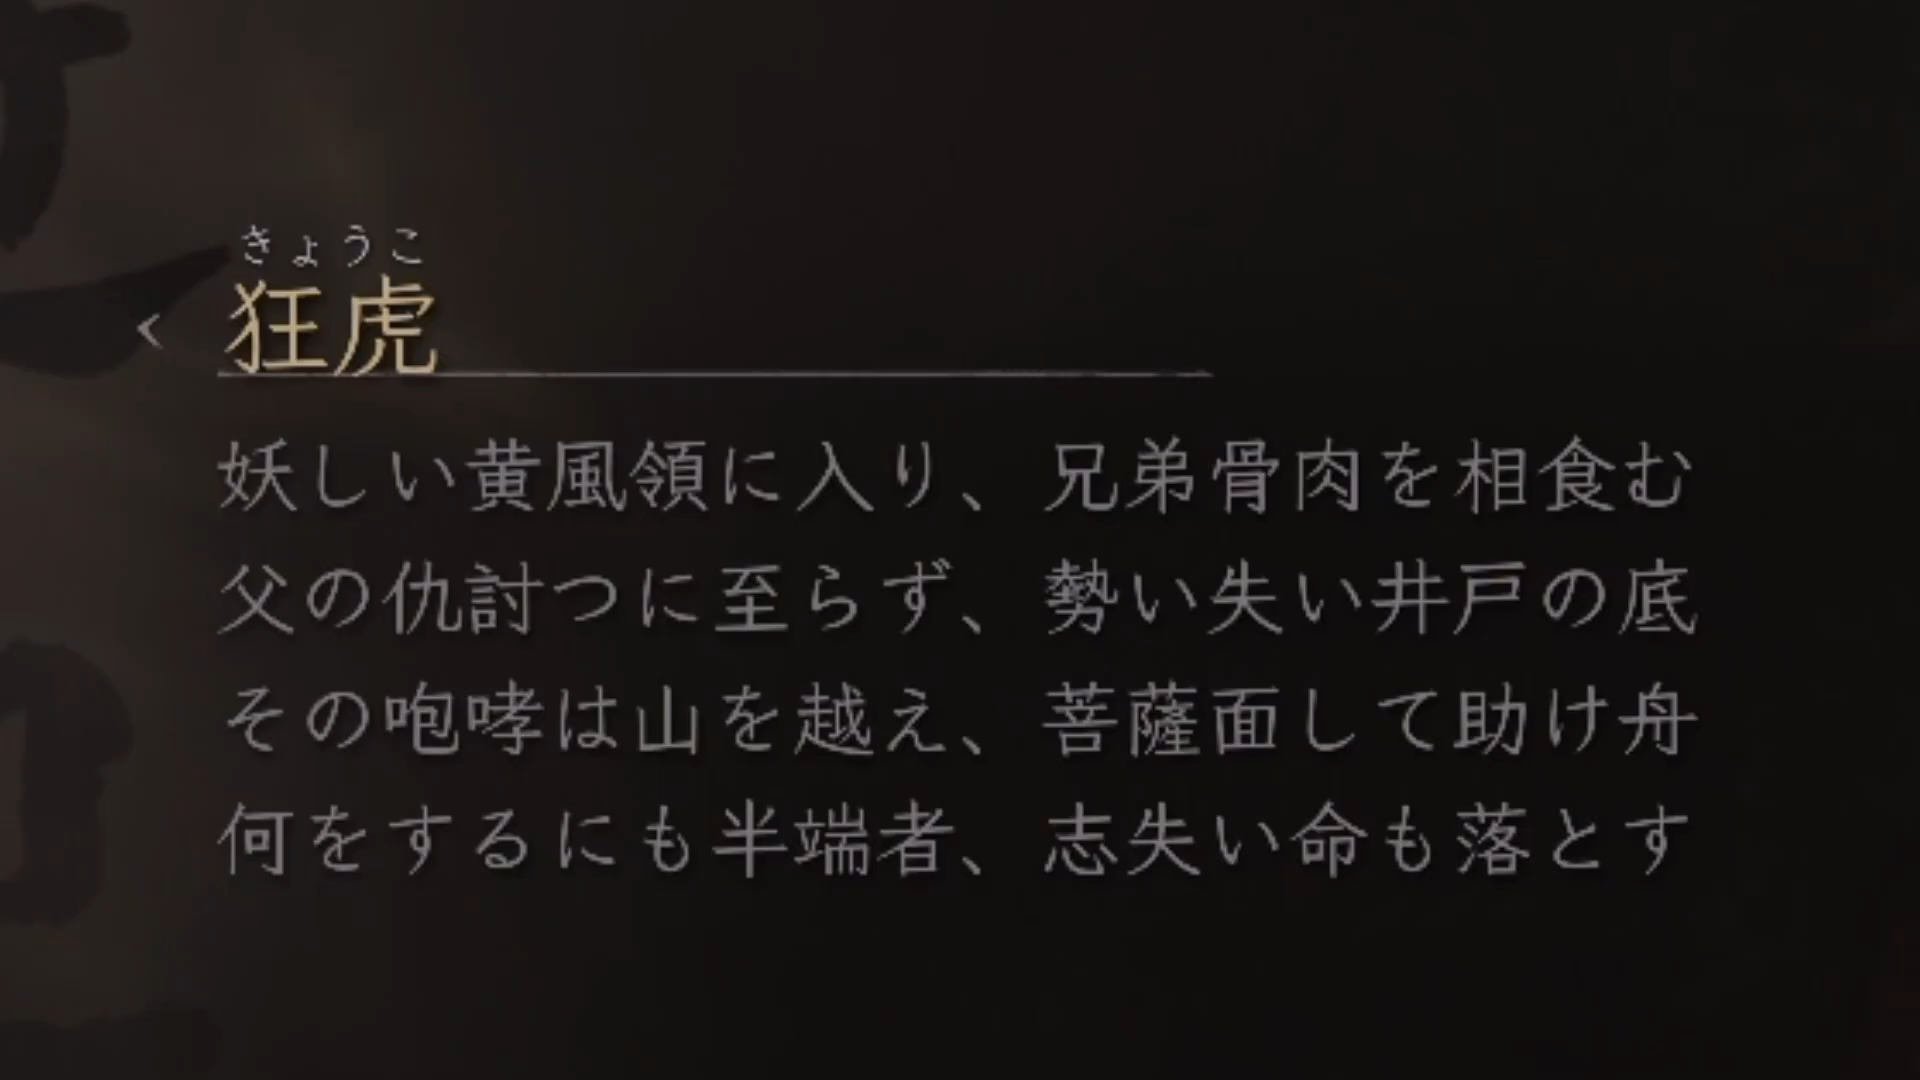 きょうこ
狂虎
妖しい黄風領に入り、兄弟骨肉を相食む
父の仇討つに至らず、勢い失い井戸の底
その咆哮は山を越え、菩薩面して助け舟
何をするにも半端者、志失い命も落とす